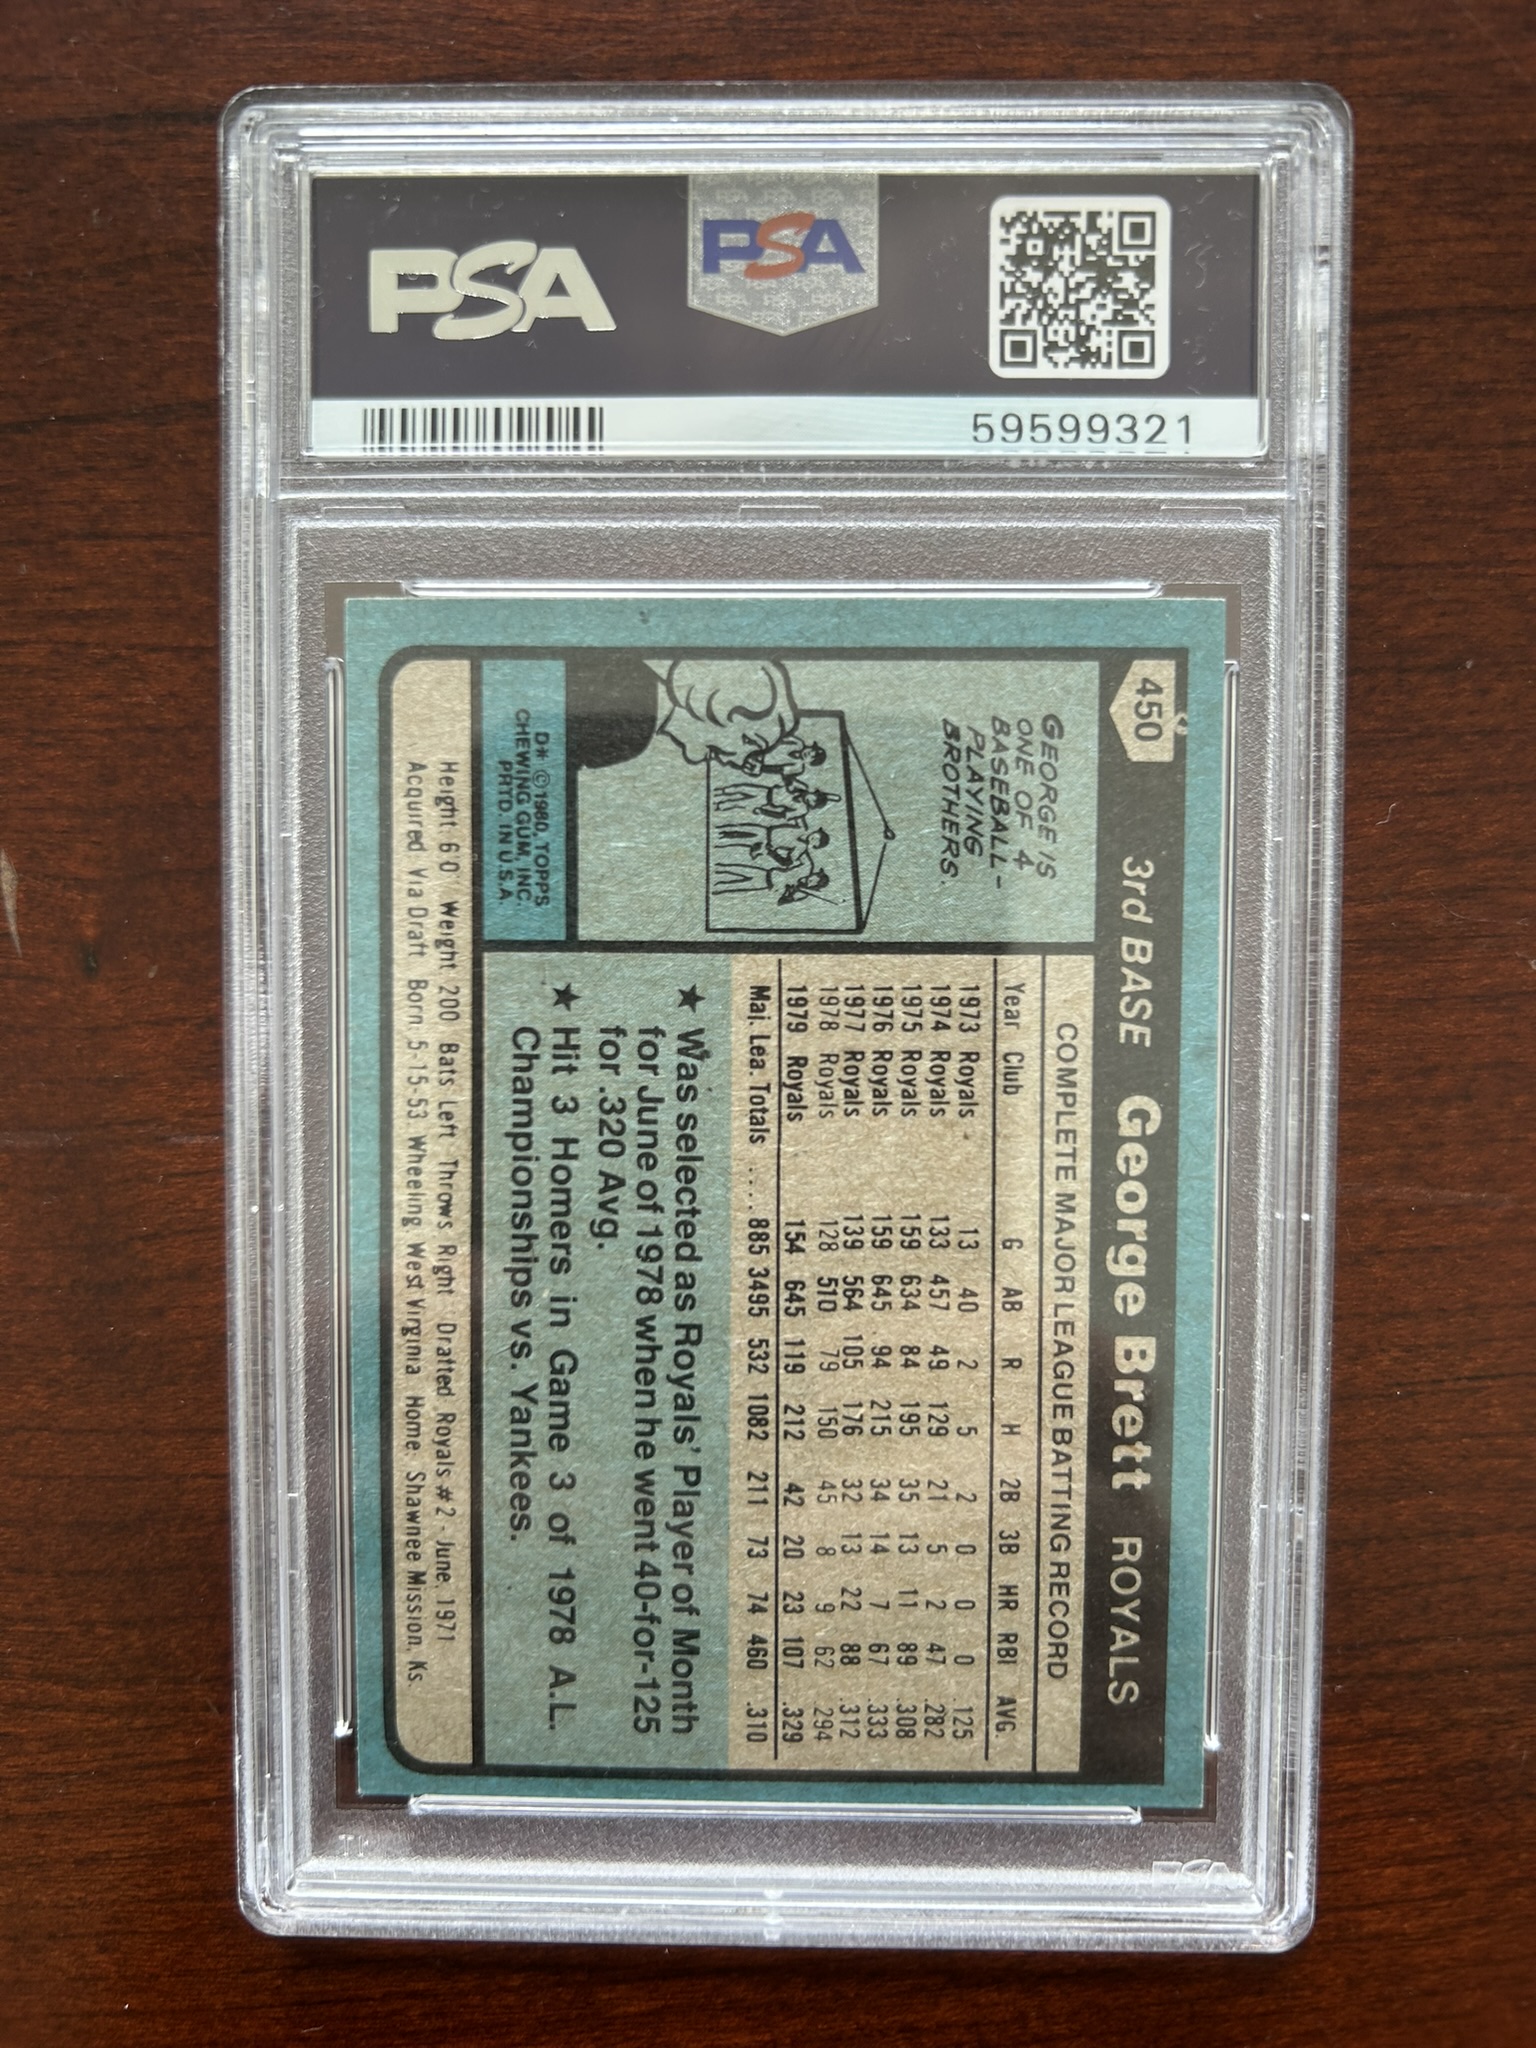 PSA
PSA
59599321
450
3rd BASE George Brett ROYALS
GEORGE IS
ONE OF 4
BASEBALL-
PLAYING
BROTHERS.
D* © 1980, TOPPS
CHEWING GUM, INC.
PRTD. IN U.S.A.
COMPLETE MAJOR LEAGUE BATTING RECORD
Year Club G AB R H 2B 3B HR RBI AVG.
1973 Royals 13 40 2 5 2 0 0 0 .125
1974 Royals 133 457 49 129 21 5 2 47 .282
1975 Royals 159 634 84 195 35 13 11 89 .308
1976 Royals 159 645 94 215 34 14 7 67 .333
1977 Royals 139 564 105 176 32 13 22 88 .312
1978 Royals 128 510 79 150 45 8 9 62 .294
1979 Royals 154 645 119 212 42 20 23 107 .329
Maj. Lea. Totals .... 885 3495 532 1082 211 73 74 460 .310
★ Was selected as Royals' Player of Month
for June of 1978 when he went 40-for-125
for .320 Avg.
★ Hit 3 Homers in Game 3 of 1978 A.L.
Championships vs. Yankees.
Height 6'0" Weight 200 Bats Left Throws Right Drafted Royals #2-June, 1971
Acquired Via Draft Born 5-15-53 Wheeling, West Virginia Home: Shawnee Mission, Ks.
PSA